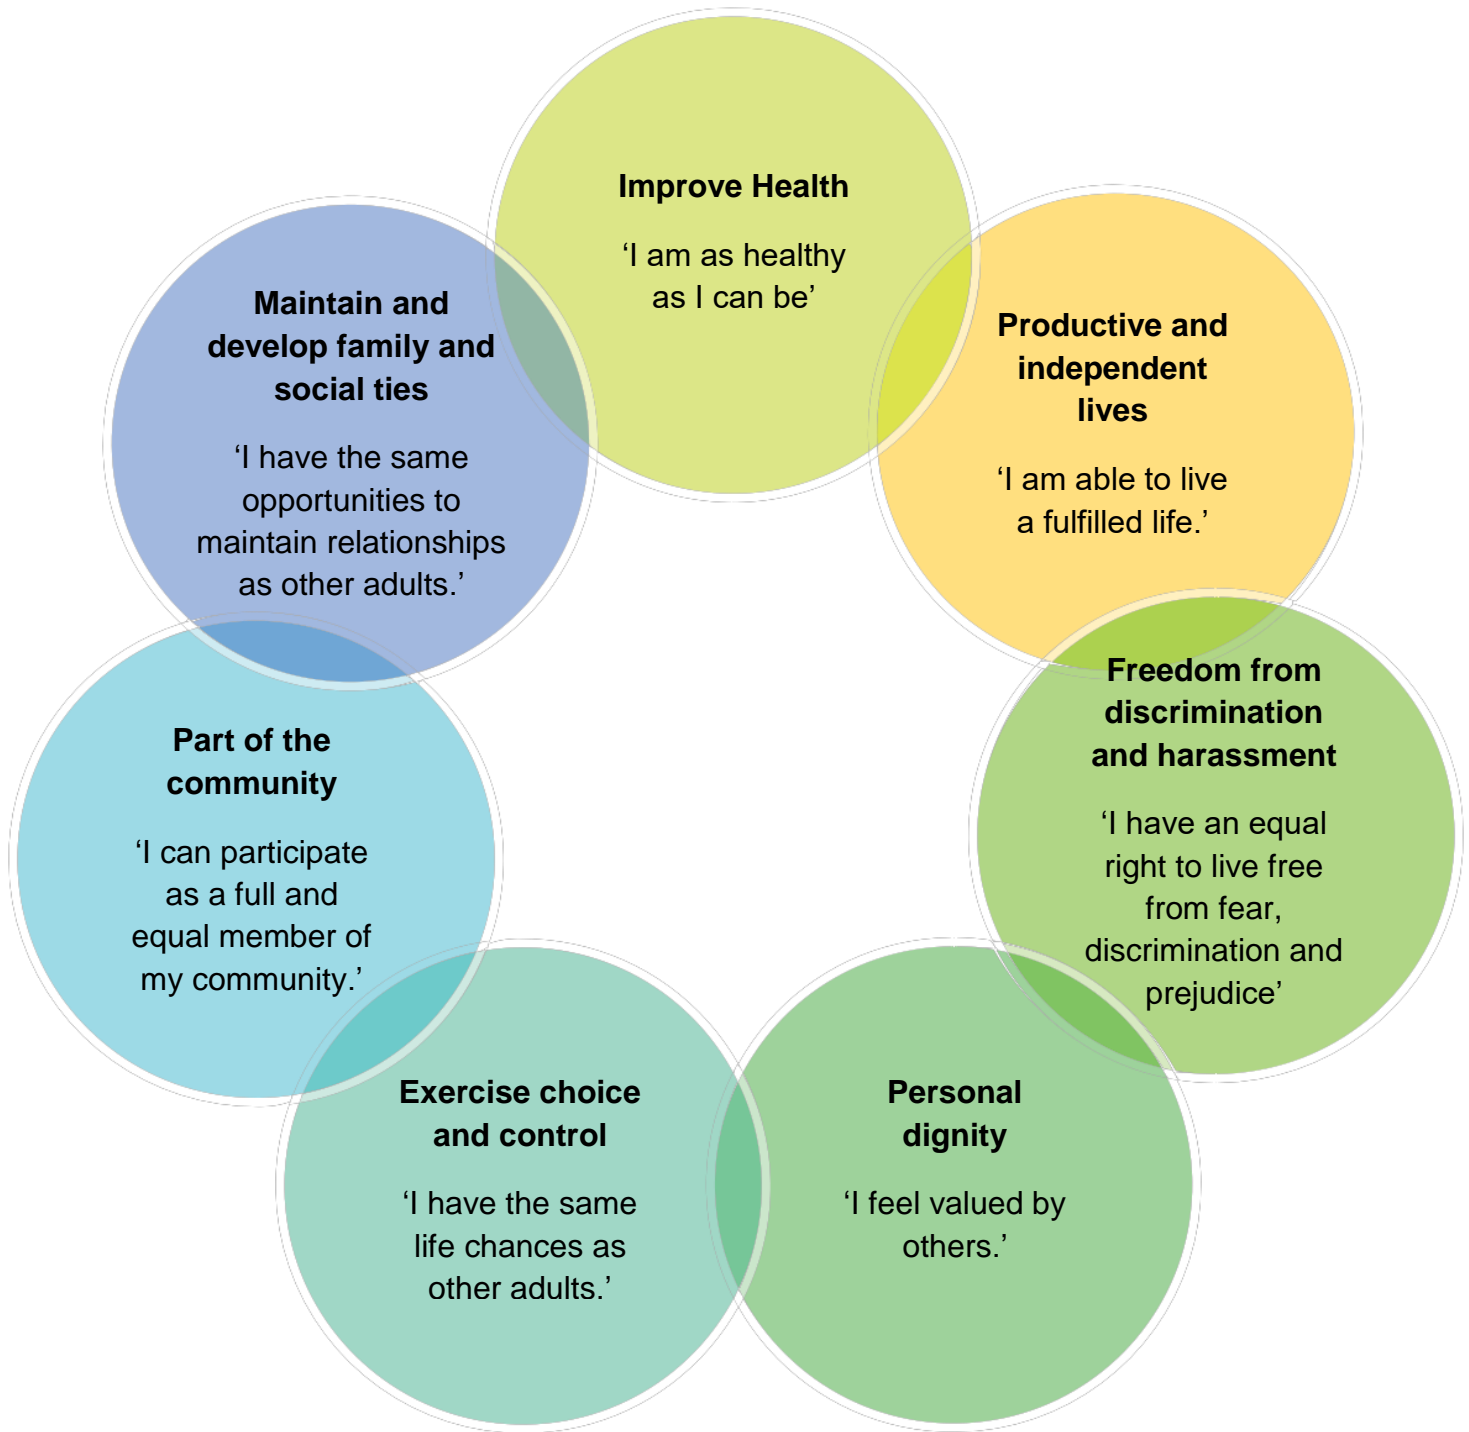 Improve Health
‘I am as healthy
as I can be’
Productive and
independent
lives
‘I am able to live
a fulfilled life.’
Freedom from
discrimination
and harassment
‘I have an equal
right to live free
from fear,
discrimination and
prejudice’
Personal
dignity
‘I feel valued by
others.’
Exercise choice
and control
‘I have the same
life chances as
other adults.’
Part of the
community
‘I can participate
as a full and
equal member of
my community.’
Maintain and
develop family and
social ties
‘I have the same
opportunities to
maintain relationships
as other adults.’